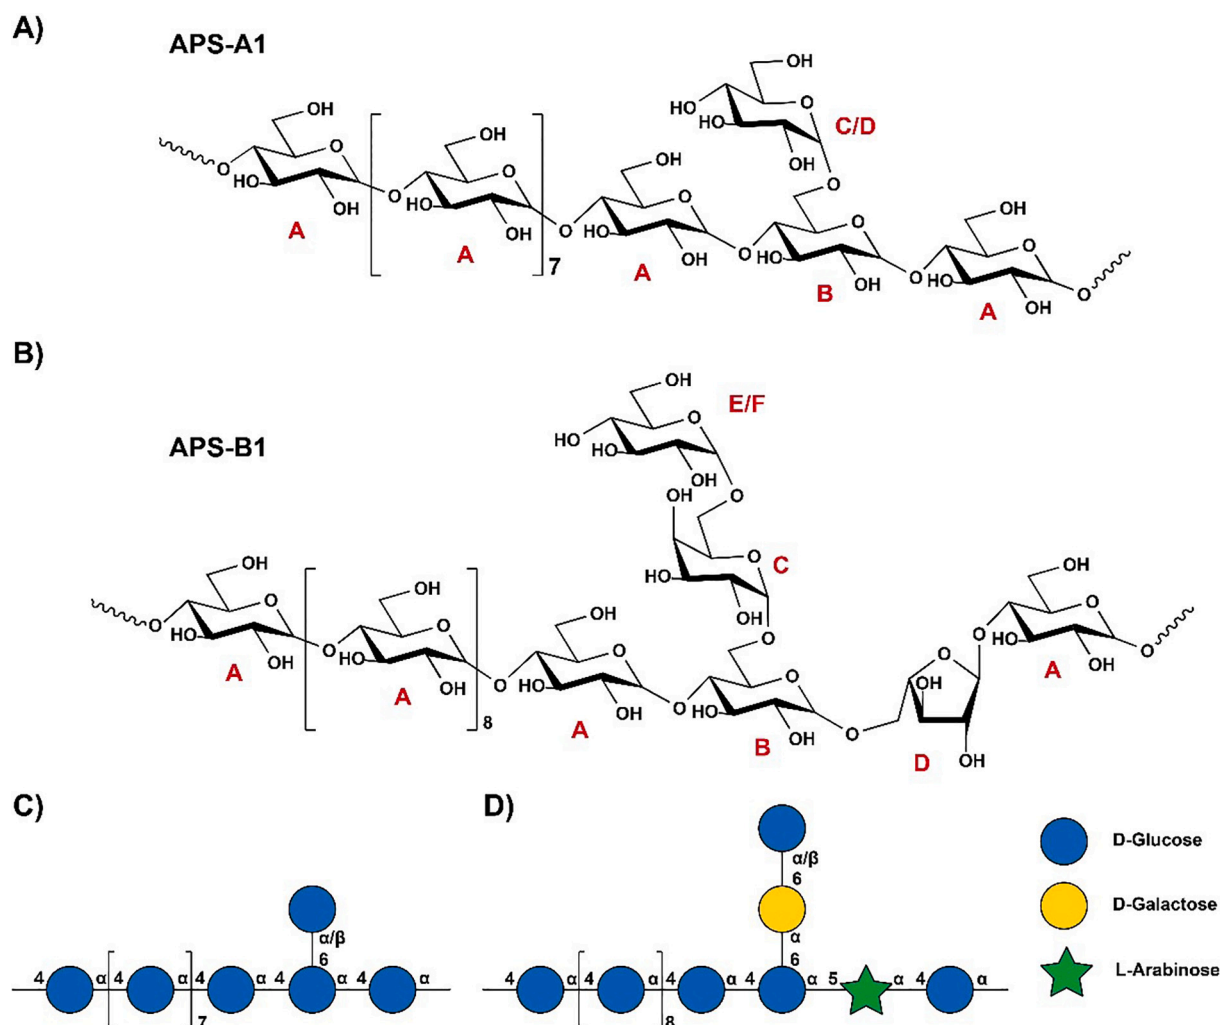 A)
APS-A1
OH
O
HO
HO
C/D
OH
OH
O
O
HO
OH
A
O
OH
O
HO
OH
A
7
O
OH
O
HO
OH
A
O
O
O
HO
OH
B
O
OH
O
HO
OH
A
O
B)
APS-B1
OH
E/F
O
HO
HO
OH
O
OH
O
HO
C
OH
O
OH
O
O
HO
OH
A
O
OH
O
HO
OH
A
8
O
OH
O
HO
OH
A
O
O
HO
OH
B
O
O
OH
D
OH
O
OH
O
HO
OH
A
O
C)
α/β
6
4 α 4 α 4 α 4 α 4 α
7
D)
α/β
6
α
6
4 α 4 α 4 α 4 α 5 α 4 α
8
D-Glucose
D-Galactose
L-Arabinose